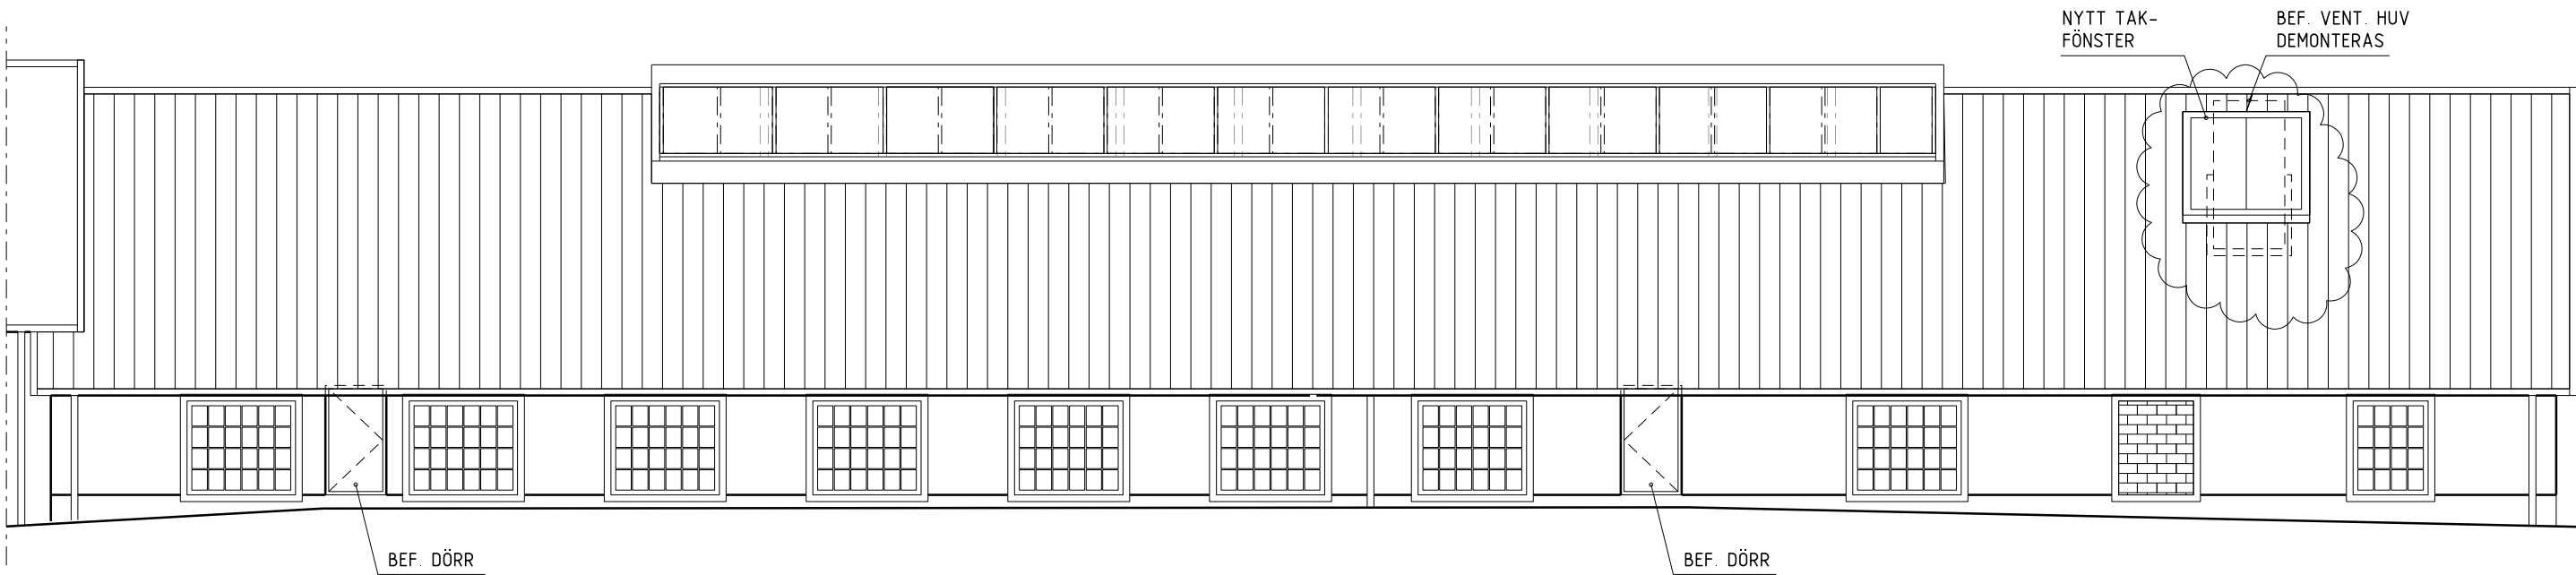 NYTT TAK-
FÖNSTER
BEF. VENT. HUV
DEMONTERAS
BEF. DÖRR
BEF. DÖRR